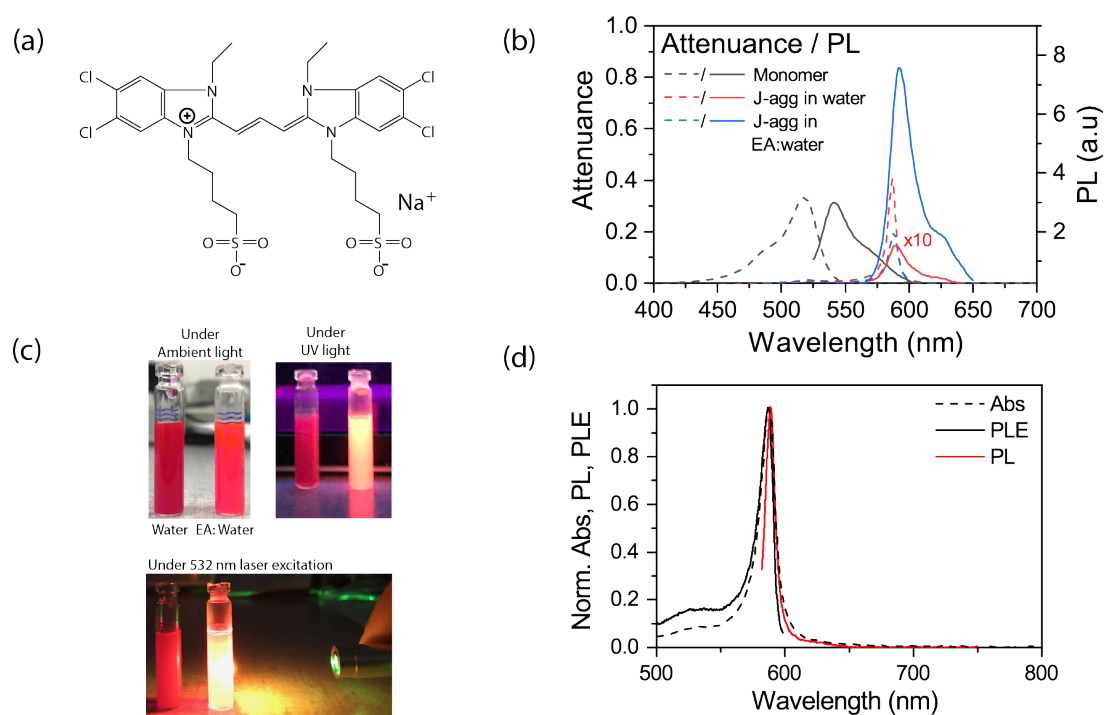 (a)
Cl
Cl
Cl
Cl
N
N
N
N
⊕
Na⁺
O=S=O
O⁻
O=S=O
O⁻
(b)
Attenuance / PL
Monomer
J-agg in water
J-agg in
EA:water
x10
Attenuance
PL (a.u)
1.0
0.8
0.6
0.4
0.2
0.0
8
6
4
2
400 450 500 550 600 650 700
Wavelength (nm)
(c)
Under
Ambient light
Under
UV light
Water EA: Water
Under 532 nm laser excitation
(d)
Abs
PLE
PL
Norm. Abs, PL, PLE
1.0
0.8
0.6
0.4
0.2
0.0
500 600 700 800
Wavelength (nm)